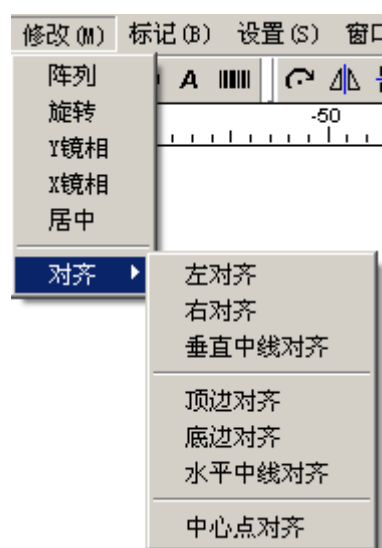 修改(M) 标记(B) 设置(S) 窗口
阵列
A
旋转
-50
Y镜相
X镜相
居中
对齐
左对齐
右对齐
垂直中线对齐
顶边对齐
底边对齐
水平中线对齐
中心点对齐